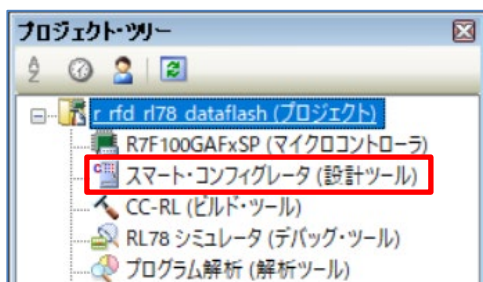 プロジェクト・ツリー
r_rfd_rl78_dataflash (プロジェクト)
R7F100GAFxSP (マイクロコントローラ)
スマート・コンフィグレータ (設計ツール)
CC-RL (ビルド・ツール)
RL78 シミュレータ (デバッグ・ツール)
プログラム解析 (解析ツール)